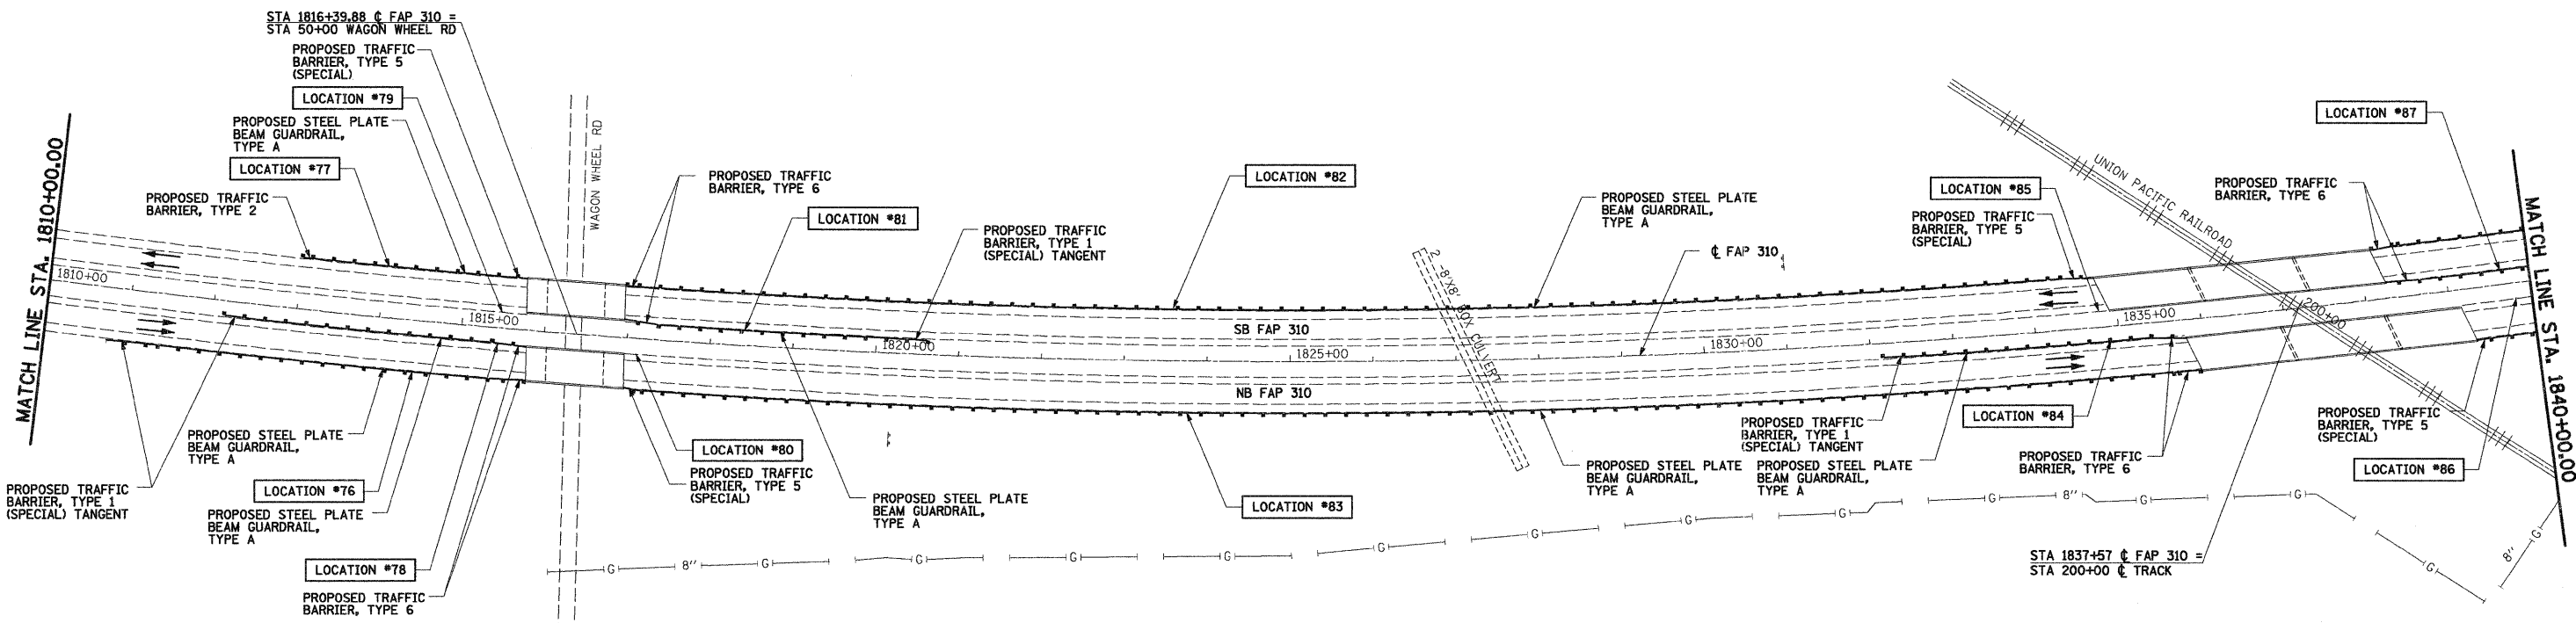 STA 1816+39.88 ℄ FAP 310 =
STA 50+00 WAGON WHEEL RD
PROPOSED TRAFFIC
BARRIER, TYPE 5
(SPECIAL)
LOCATION #79
PROPOSED STEEL PLATE
BEAM GUARDRAIL,
TYPE A
LOCATION #77
PROPOSED TRAFFIC
BARRIER, TYPE 2
MATCH LINE STA. 1810+00.00
1810+00
1815+00
WAGON WHEEL RD
PROPOSED TRAFFIC
BARRIER, TYPE 6
LOCATION #81
PROPOSED TRAFFIC
BARRIER, TYPE 1
(SPECIAL) TANGENT
LOCATION #82
PROPOSED STEEL PLATE
BEAM GUARDRAIL,
TYPE A
℄ FAP 310
2 -8'X8' BOX CULVERT
LOCATION #85
PROPOSED TRAFFIC
BARRIER, TYPE 5
(SPECIAL)
UNION PACIFIC RAILROAD
LOCATION #87
PROPOSED TRAFFIC
BARRIER, TYPE 6
MATCH LINE STA. 1840+00.00
SB FAP 310
1820+00
1825+00
1830+00
1835+00
200+00
NB FAP 310
PROPOSED TRAFFIC
BARRIER, TYPE 1
(SPECIAL) TANGENT
PROPOSED STEEL PLATE
BEAM GUARDRAIL,
TYPE A
LOCATION #76
PROPOSED STEEL PLATE
BEAM GUARDRAIL,
TYPE A
LOCATION #78
PROPOSED TRAFFIC
BARRIER, TYPE 6
LOCATION #80
PROPOSED TRAFFIC
BARRIER, TYPE 5
(SPECIAL)
PROPOSED STEEL PLATE
BEAM GUARDRAIL,
TYPE A
LOCATION #83
PROPOSED STEEL PLATE
BEAM GUARDRAIL,
TYPE A
PROPOSED TRAFFIC
BARRIER, TYPE 1
(SPECIAL) TANGENT
PROPOSED STEEL PLATE
BEAM GUARDRAIL,
TYPE A
LOCATION #84
PROPOSED TRAFFIC
BARRIER, TYPE 6
PROPOSED TRAFFIC
BARRIER, TYPE 5
(SPECIAL)
LOCATION #86
STA 1837+57 ℄ FAP 310 =
STA 200+00 ℄ TRACK
G 8" G G G G G G G G 8" G G G 8"